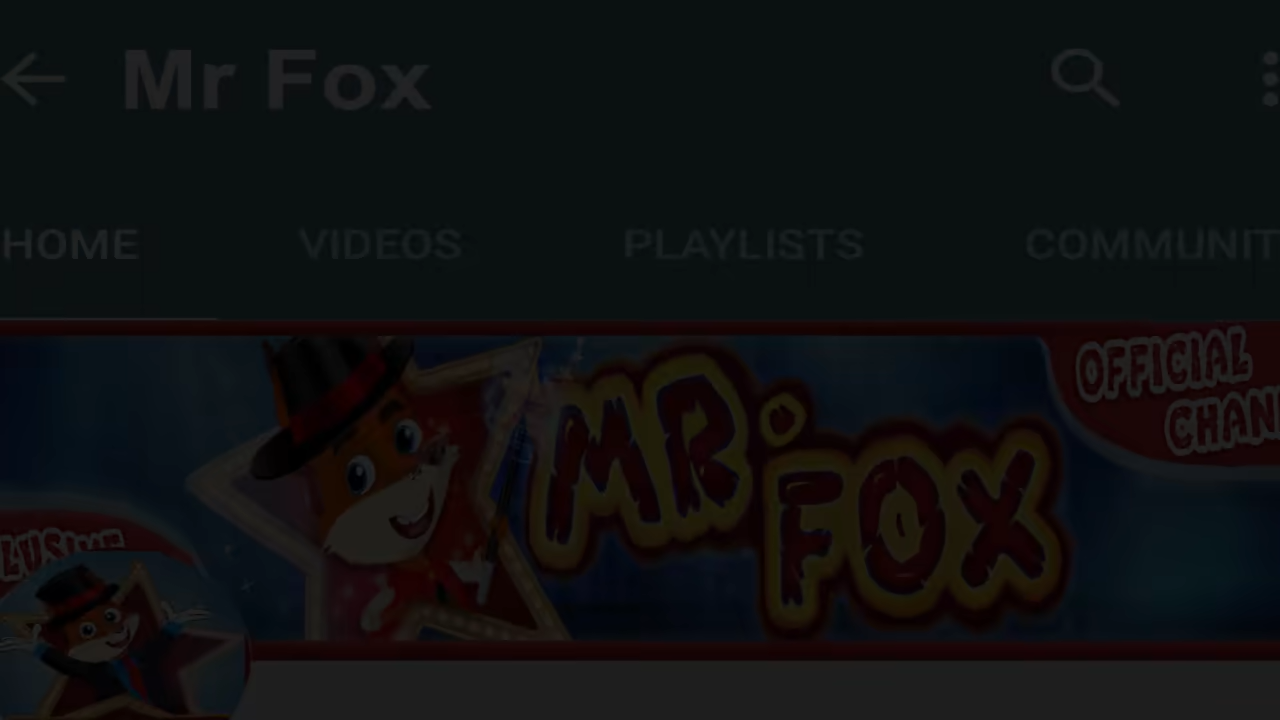 Mr Fox
HOME VIDEOS PLAYLISTS COMMUNIT
OFFICIAL
CHAN
MR.
FOX